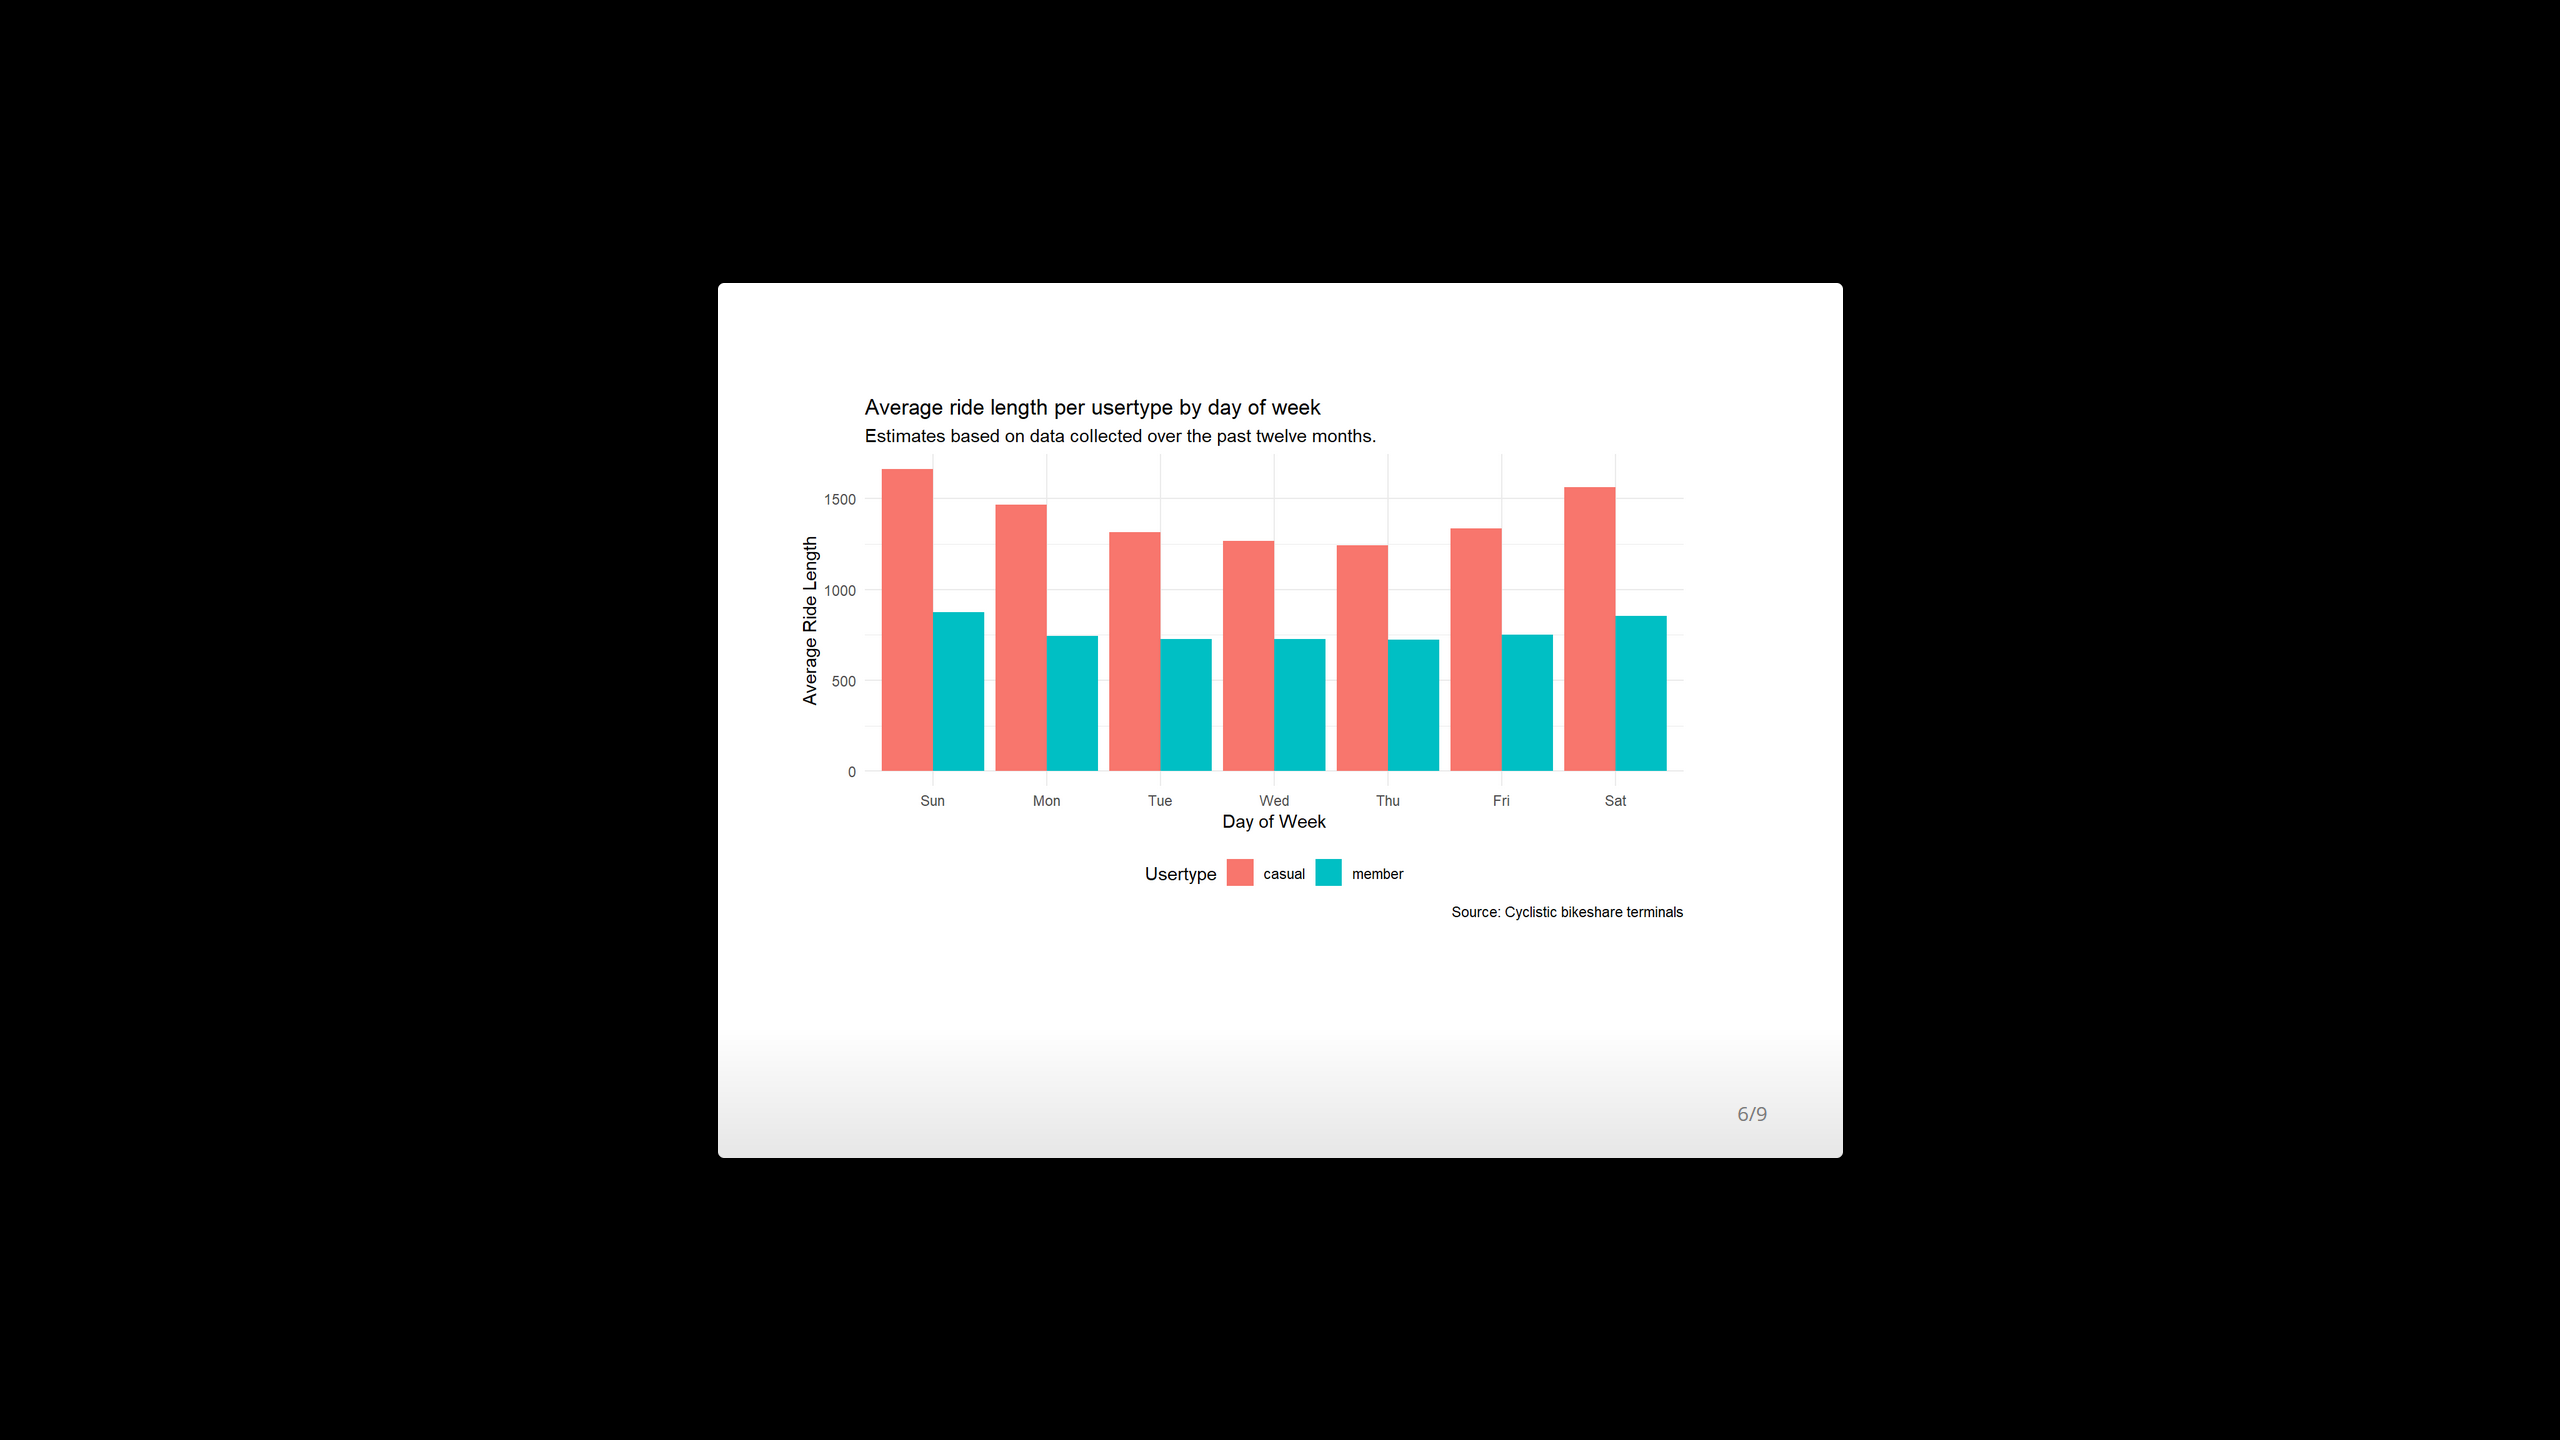 Average ride length per usertype by day of week
Estimates based on data collected over the past twelve months.
Average Ride Length
1500
1000
500
0
Sun Mon Tue Wed Thu Fri Sat
Day of Week
Usertype casual member
Source: Cyclistic bikeshare terminals
6/9